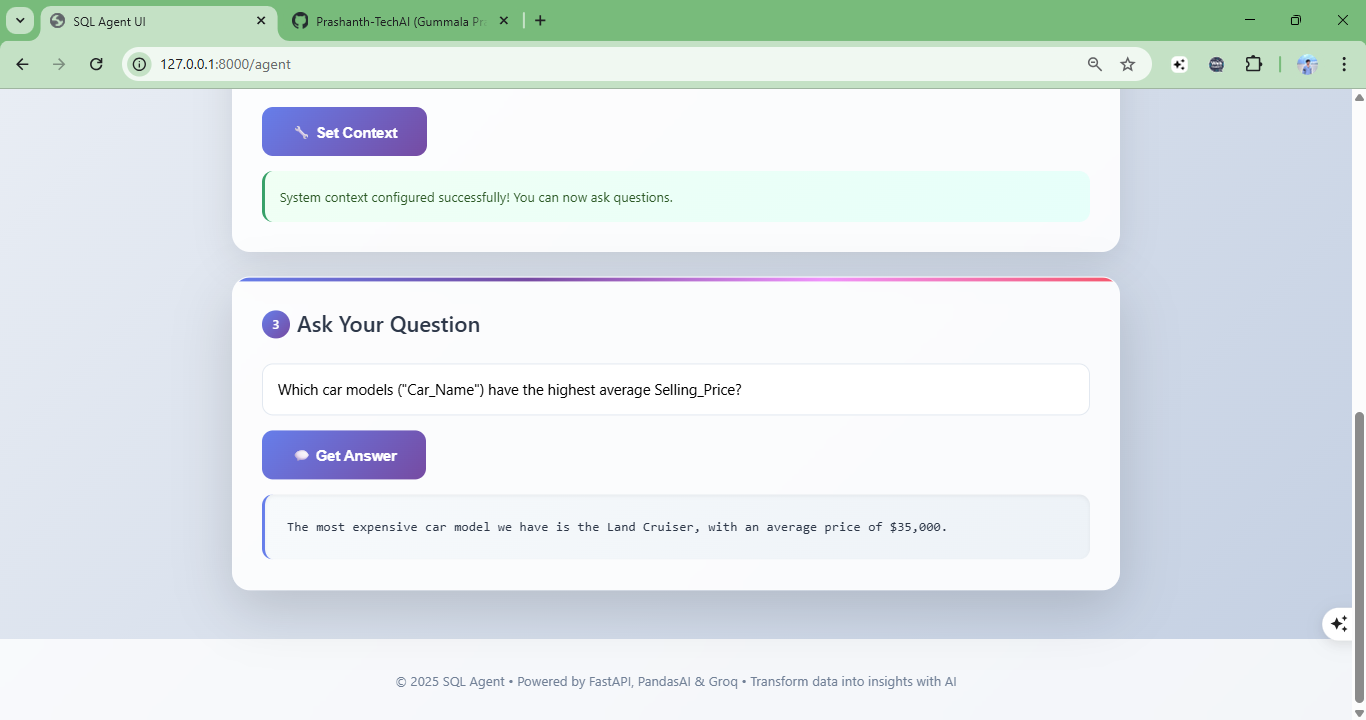 SQL Agent UI
Prashanth-TechAI (Gummala Pra
127.0.0.1:8000/agent
Set Context
System context configured successfully! You can now ask questions.
3 Ask Your Question
Which car models ("Car_Name") have the highest average Selling_Price?
Get Answer
The most expensive car model we have is the Land Cruiser, with an average price of $35,000.
© 2025 SQL Agent • Powered by FastAPI, PandasAI & Groq • Transform data into insights with AI